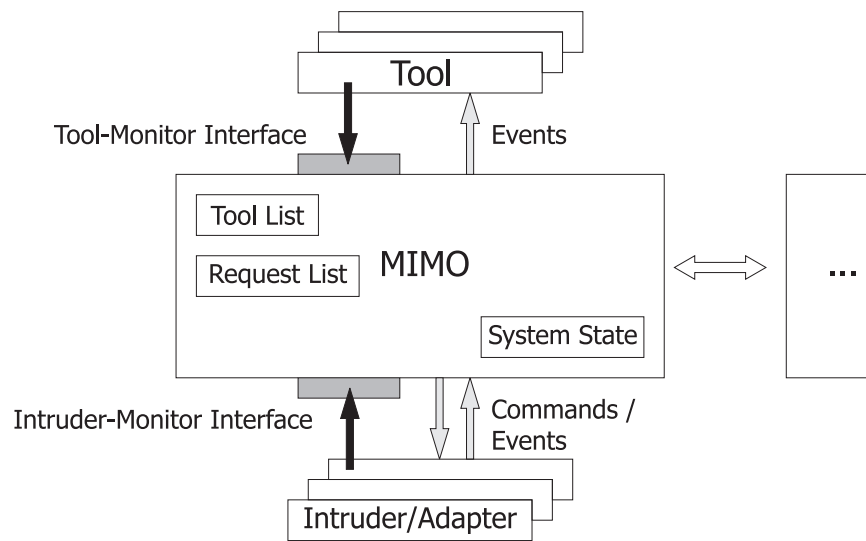 Tool
Tool-Monitor Interface
Events
Tool List
Request List
MIMO
...
System State
Intruder-Monitor Interface
Commands /
Events
Intruder/Adapter